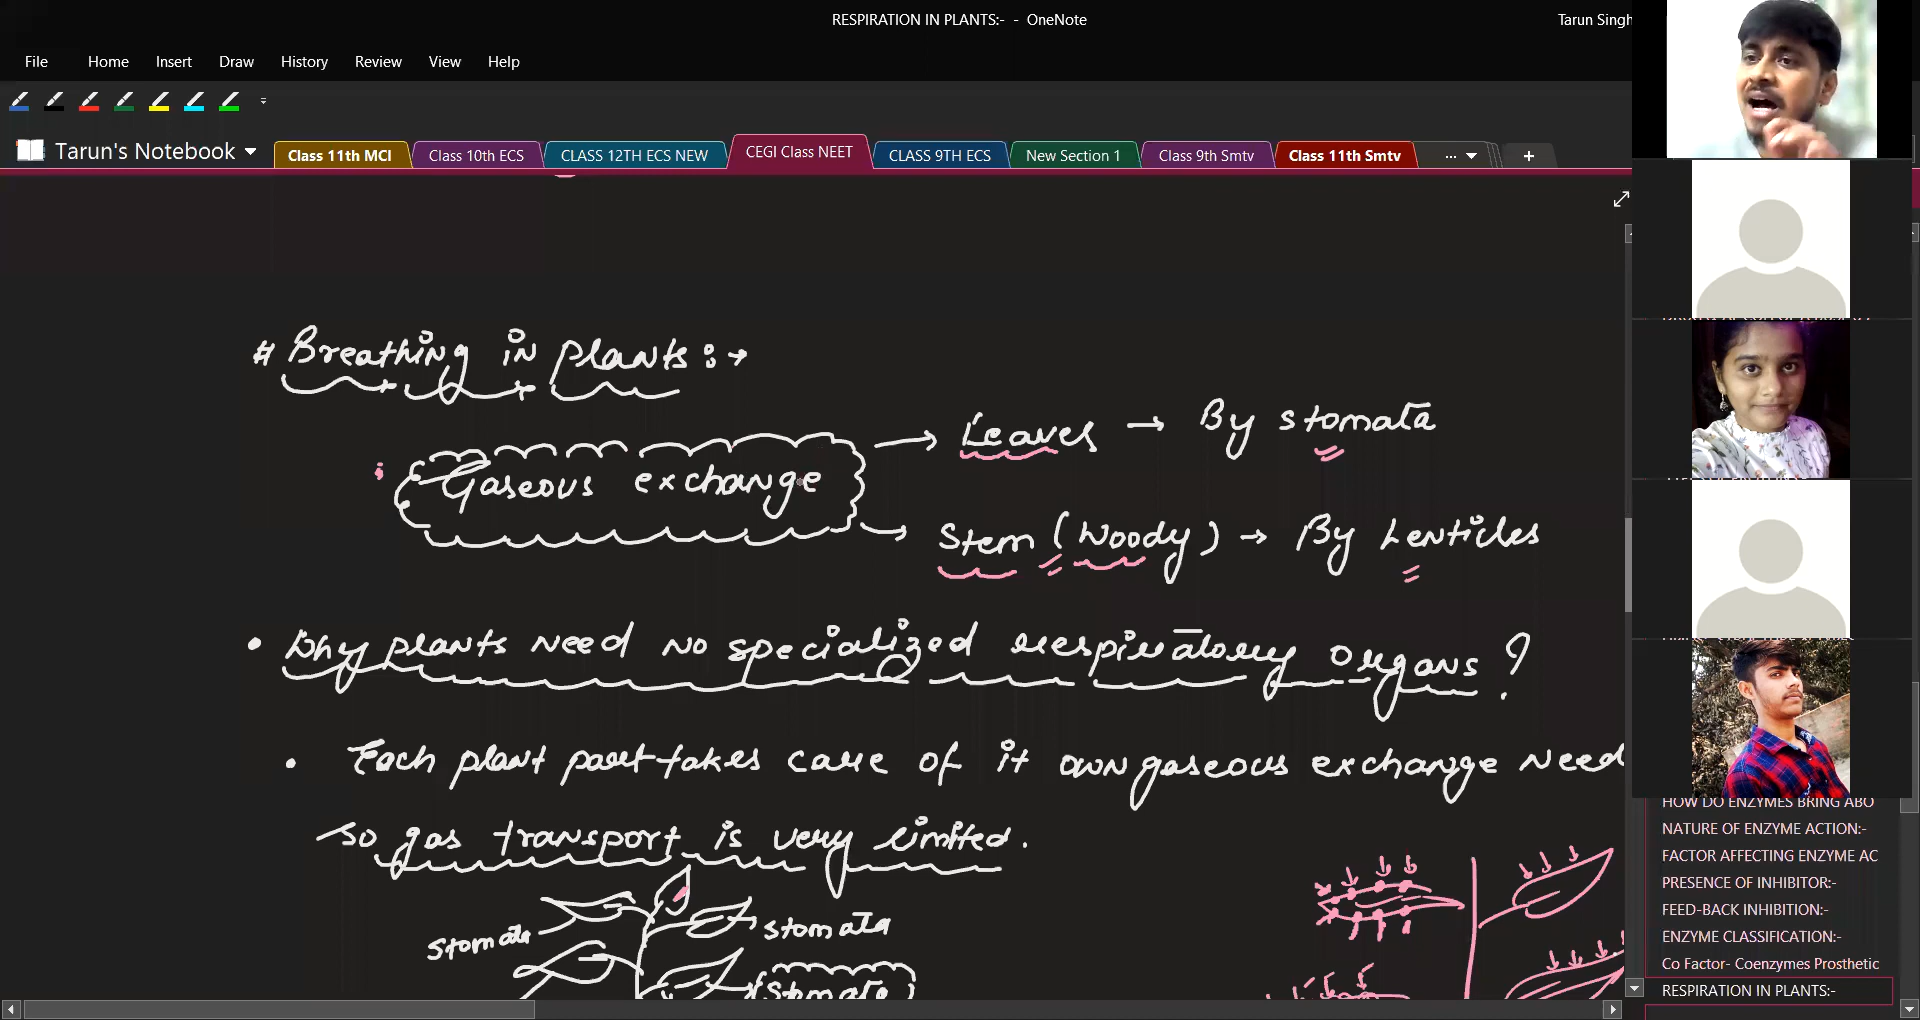 RESPIRATION IN PLANTS:- - OneNote
Tarun Singh
File Home Insert Draw History Review View Help
Tarun's Notebook
Class 11th MCI Class 10th ECS CLASS 12TH ECS NEW CEGI Class NEET CLASS 9TH ECS New Section 1 Class 9th Smtv Class 11th Smtv ... +
# Breathing in plants :→
Gaseous exchange
→ Leaves → By stomata
→ Stem (Woody) → By Lenticles
• Why plants need no specialized respiratory organs ?
• Each plant part takes care of it own gaseous exchange need
so gas transport is very limited.
stomata
stomata
stomata
HOW DO ENZYMES BRING ABO
NATURE OF ENZYME ACTION:-
FACTOR AFFECTING ENZYME AC
PRESENCE OF INHIBITOR:-
FEED-BACK INHIBITION:-
ENZYME CLASSIFICATION:-
Co Factor- Coenzymes Prosthetic
RESPIRATION IN PLANTS:-